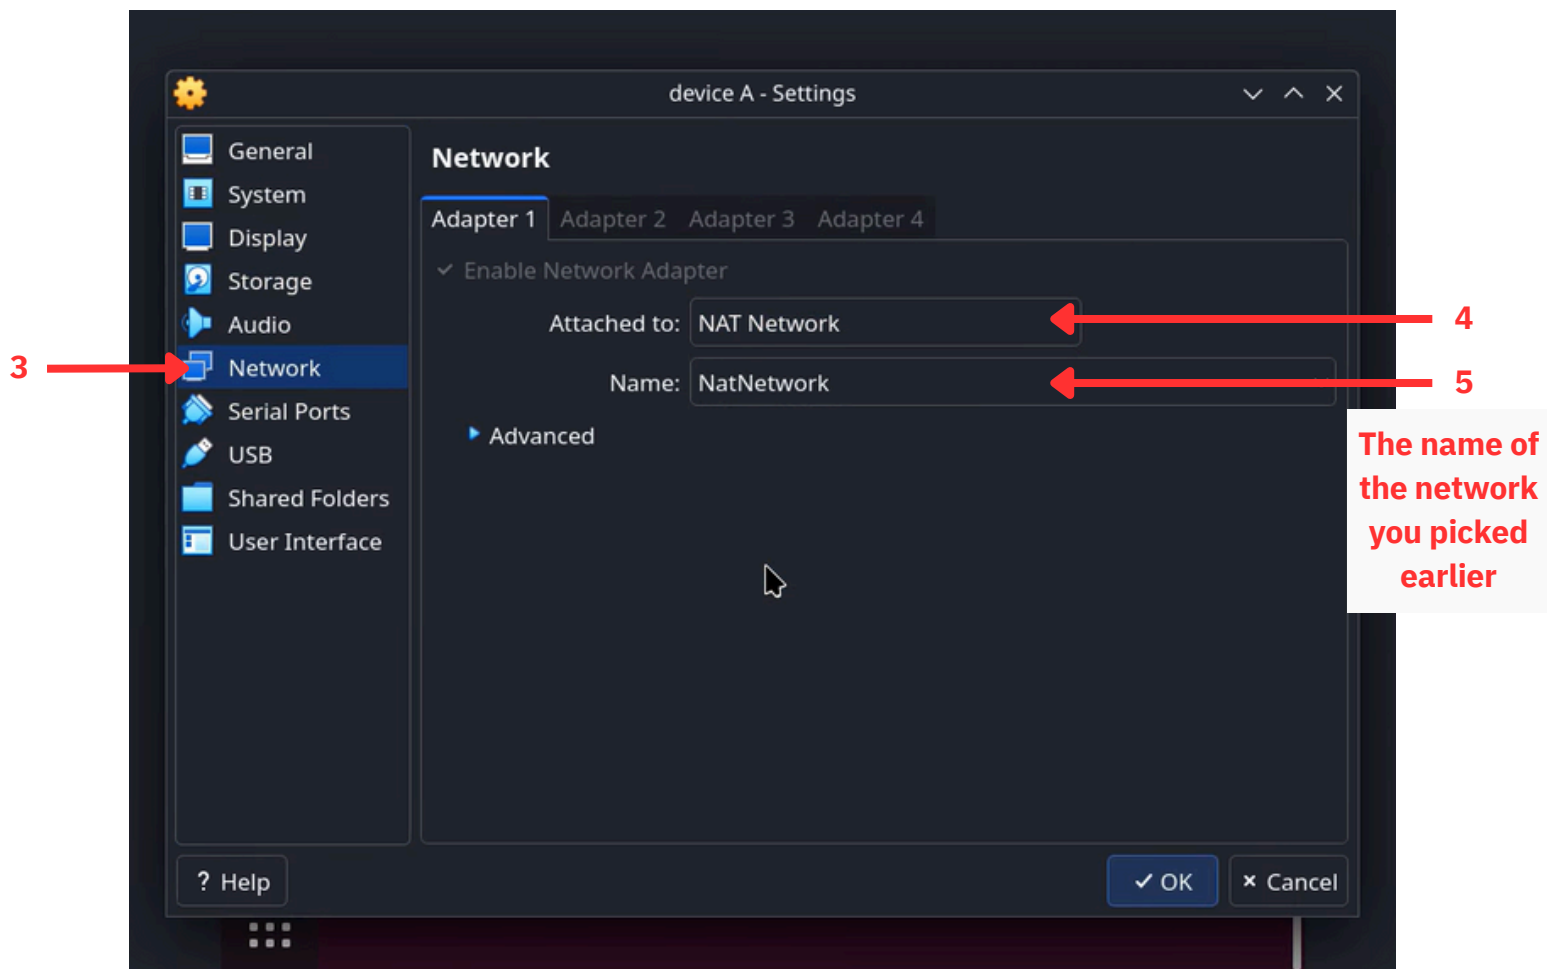 device A - Settings
General
System
Display
Storage
Audio
Network
Serial Ports
USB
Shared Folders
User Interface
Network
Adapter 1 Adapter 2 Adapter 3 Adapter 4
Enable Network Adapter
Attached to: NAT Network
Name: NatNetwork
Advanced
3
4
5
The name of
the network
you picked
earlier
? Help
OK
Cancel